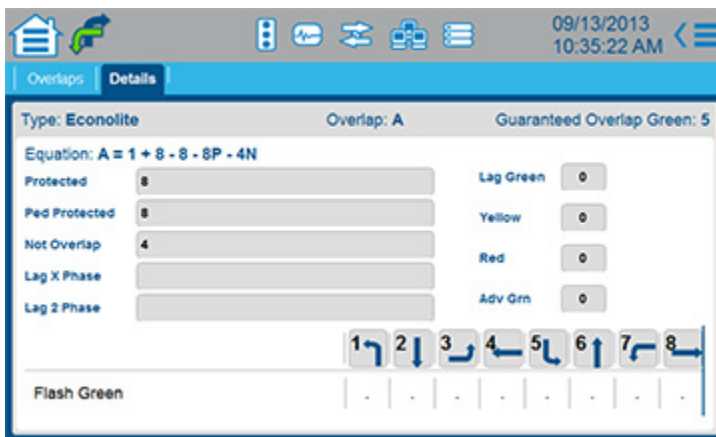 09/13/2013
10:35:22 AM
Overlaps Details
Type: Econolite Overlap: A Guaranteed Overlap Green: 5
Equation: A = 1 + 8 - 8 - 8P - 4N
Protected 8 Lag Green 0
Ped Protected 8 Yellow 0
Not Overlap 4 Red 0
Lag X Phase
Lag 2 Phase Adv Grn 0
1 2 3 4 5 6 7 8
Flash Green . . . . . . . .